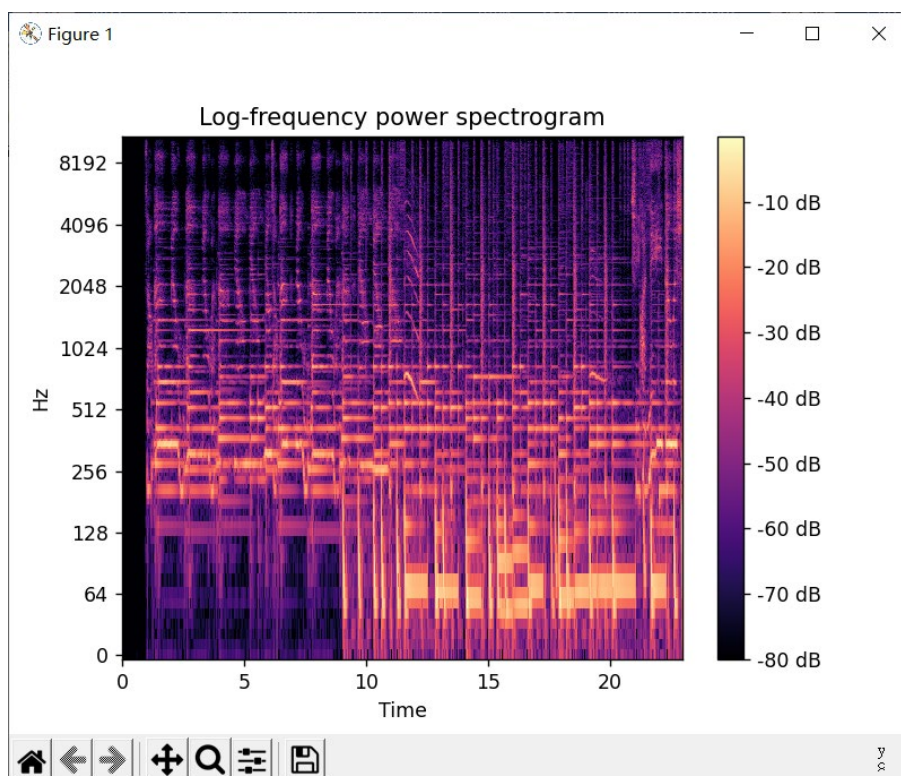 Figure 1
Log-frequency power spectrogram
8192
4096
2048
1024
512
256
128
64
0
Hz
0
5
10
15
20
Time
-10 dB
-20 dB
-30 dB
-40 dB
-50 dB
-60 dB
-70 dB
-80 dB
y